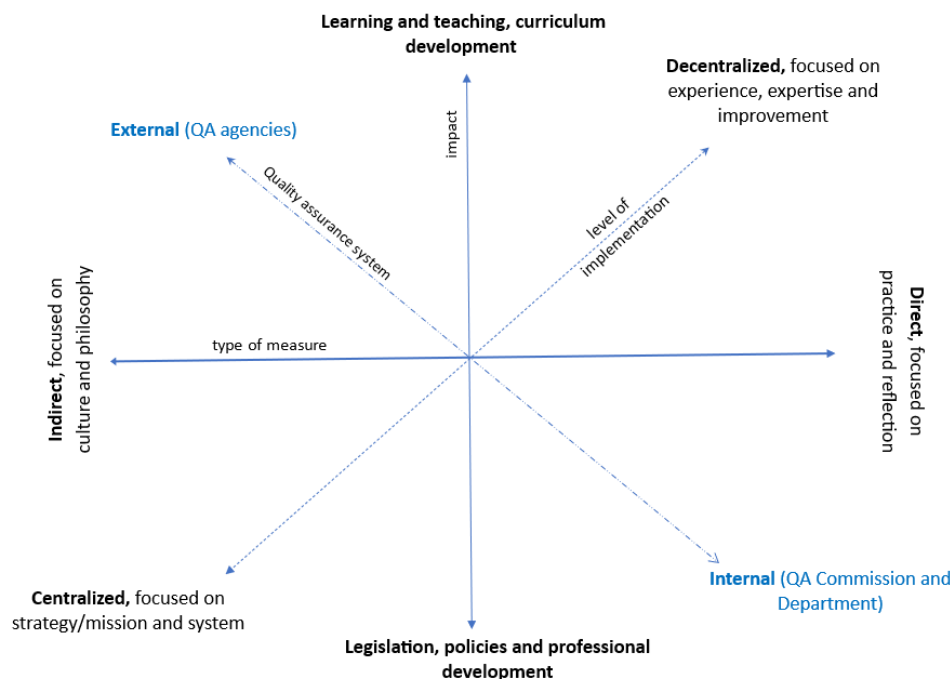 Learning and teaching, curriculum
development
Decentralized, focused on
experience, expertise and
improvement
External (QA agencies)
impact
Quality assurance system
level of
implementation
Indirect, focused on
culture and philosophy
type of measure
Direct, focused on
practice and reflection
Centralized, focused on
strategy/mission and system
Internal (QA Commission and
Department)
Legislation, policies and professional
development